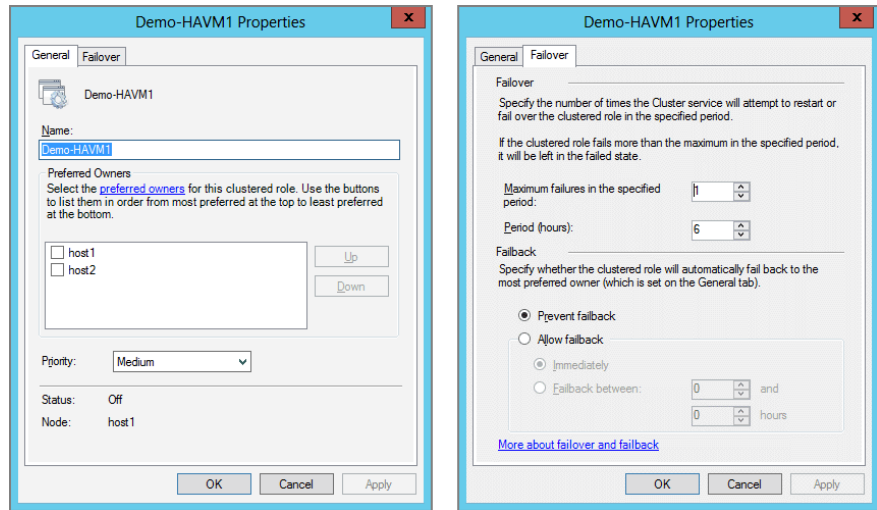 Demo-HAVM1 Properties
x
General
Failover
Demo-HAVM1
Name:
Demo-HAVM1
Preferred Owners
Select the preferred owners for this clustered role. Use the buttons
to list them in order from most preferred at the top to least preferred
at the bottom.
host1
host2
Up
Down
Priority:
Medium
Status:
Off
Node:
host1
OK
Cancel
Apply
Demo-HAVM1 Properties
x
General
Failover
Failover
Specify the number of times the Cluster service will attempt to restart or
fail over the clustered role in the specified period.
If the clustered role fails more than the maximum in the specified period,
it will be left in the failed state.
Maximum failures in the specified
period:
1
Period (hours):
6
Failback
Specify whether the clustered role will automatically fail back to the
most preferred owner (which is set on the General tab).
Prevent failback
Allow failback
Immediately
Failback between:
0
and
0
hours
More about failover and failback
OK
Cancel
Apply